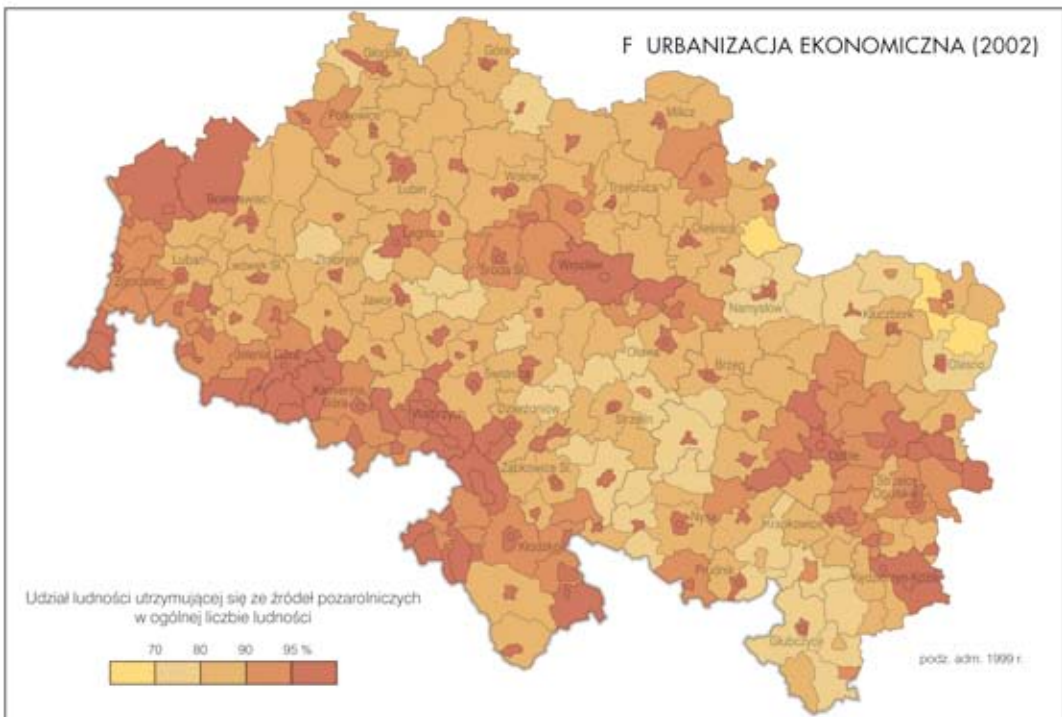 F URBANIZACJA EKONOMICZNA (2002)
Głogów
Góra
Polkowice
Milicz
Lubin
Wołów
Trzebnica
Bolesławiec
Legnica
Oleśnica
Lubań
Lwówek Śl.
Złotoryja
Środa Śl.
Wrocław
Zgorzelec
Jawor
Namysłów
Kluczbork
Jelenia Góra
Oława
Brzeg
Olesno
Kamienna
Góra
Świdnica
Wałbrzych
Dzierżoniów
Strzelin
Opole
Ząbkowice Śl.
Strzelce
Opolskie
Nysa
Krapkowice
Kłodzko
Prudnik
Kędzierzyn-Koźle
Głubczyce
Udział ludności utrzymującej się ze źródeł pozarolniczych
w ogólnej liczbie ludności
70 80 90 95 %
podz. adm. 1999 r.